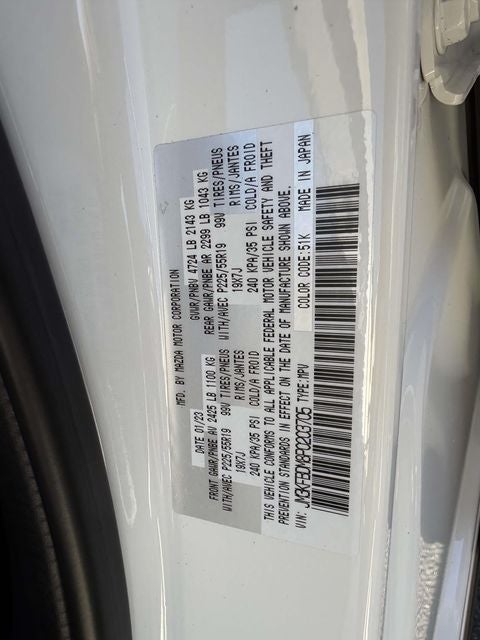 MFD. BY MAZDA MOTOR CORPORATION
DATE 01/23 GVWR/PNBV 4724 LB 2143 KG
FRONT GAWR/PNBE AV 2425 LB 1100 KG REAR GAWR/PNBE AR 2299 LB 1043 KG
WITH/AVEC P225/55R19 99V TIRES/PNEUS WITH/AVEC P225/55R19 99V TIRES/PNEUS
19X7J RIMS/JANTES 19X7J RIMS/JANTES
240 KPA/35 PSI COLD/A FROID 240 KPA/35 PSI COLD/A FROID
THIS VEHICLE CONFORMS TO ALL APPLICABLE FEDERAL MOTOR VEHICLE SAFETY AND THEFT
PREVENTION STANDARDS IN EFFECT ON THE DATE OF MANUFACTURE SHOWN ABOVE.
VIN: TYPE:MPV COLOR CODE:51K MADE IN JAPAN